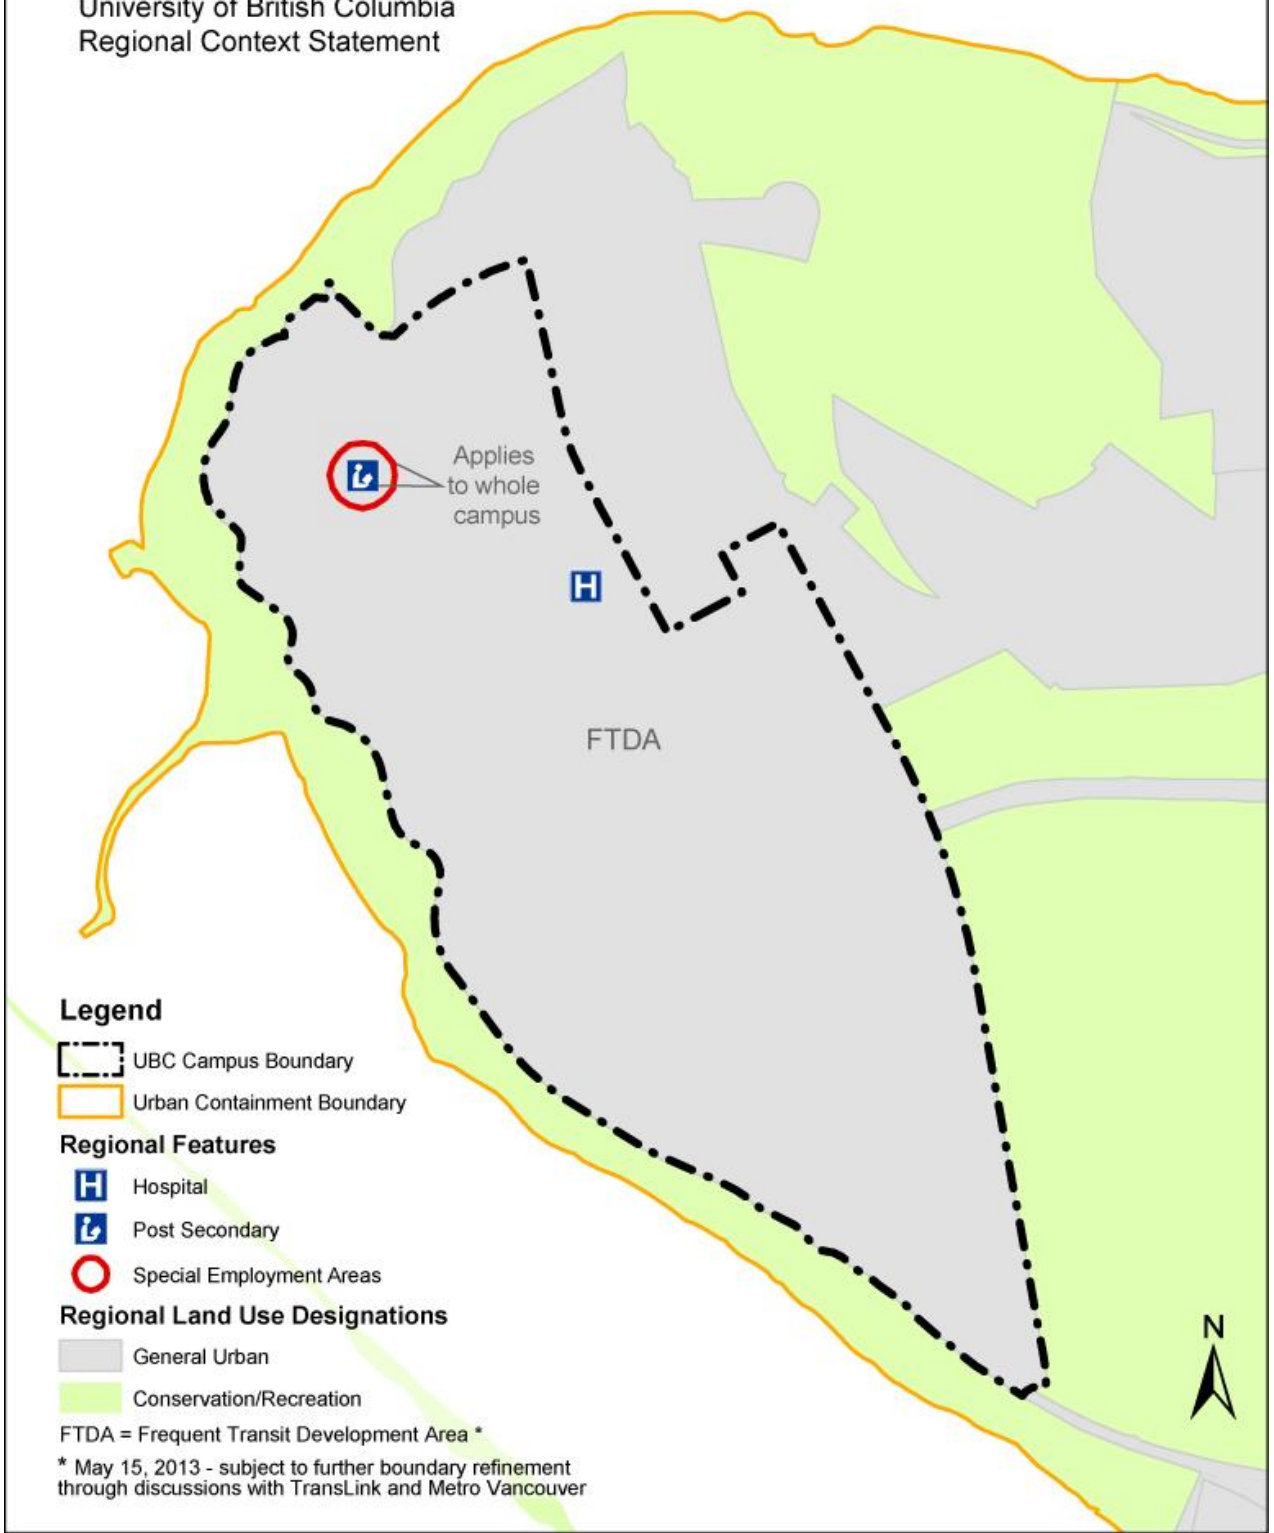 University of British Columbia
Regional Context Statement
Applies
to whole
campus
H
FTDA
Legend
UBC Campus Boundary
Urban Containment Boundary
Regional Features
H Hospital
Post Secondary
Special Employment Areas
Regional Land Use Designations
General Urban
Conservation/Recreation
FTDA = Frequent Transit Development Area *
* May 15, 2013 - subject to further boundary refinement
through discussions with TransLink and Metro Vancouver
N